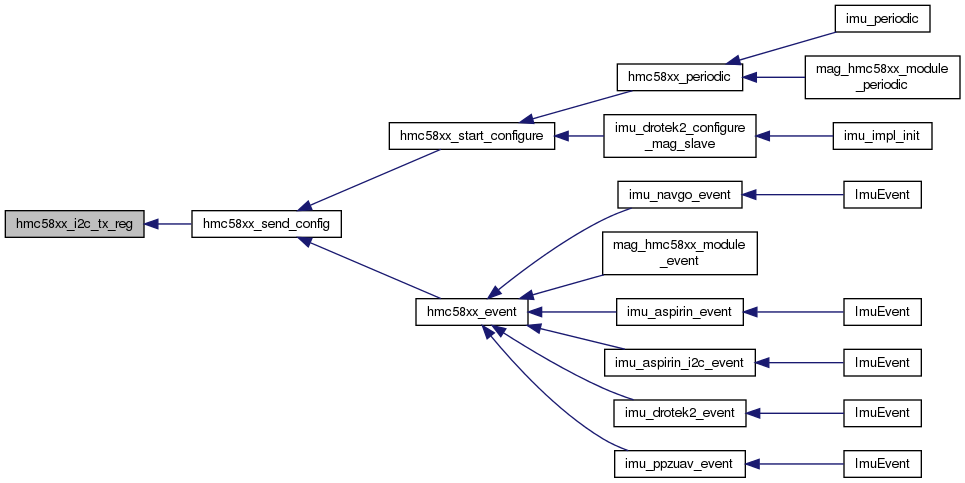 imu_periodic
hmc58xx_periodic
mag_hmc58xx_module
_periodic
hmc58xx_start_configure
imu_drotek2_configure
_mag_slave
imu_impl_init
hmc58xx_i2c_tx_reg
hmc58xx_send_config
imu_navgo_event
ImuEvent
mag_hmc58xx_module
_event
hmc58xx_event
imu_aspirin_event
ImuEvent
imu_aspirin_i2c_event
ImuEvent
imu_drotek2_event
ImuEvent
imu_ppzuav_event
ImuEvent